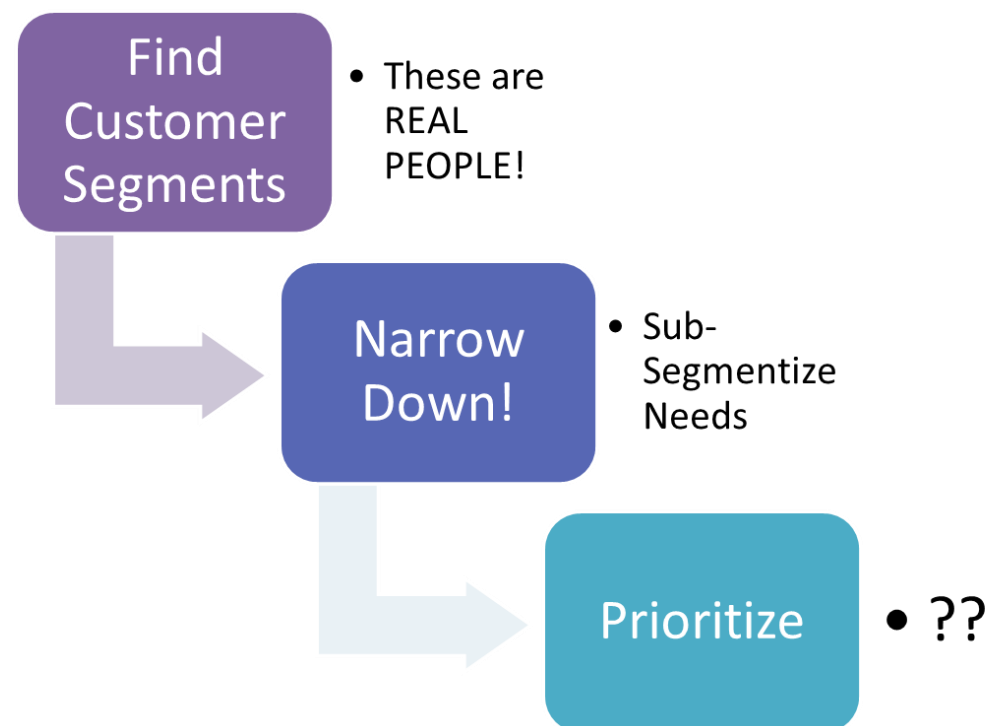 Find
Customer
Segments
• These are
REAL
PEOPLE!
Narrow
Down!
• Sub-
Segmentize
Needs
Prioritize
• ??